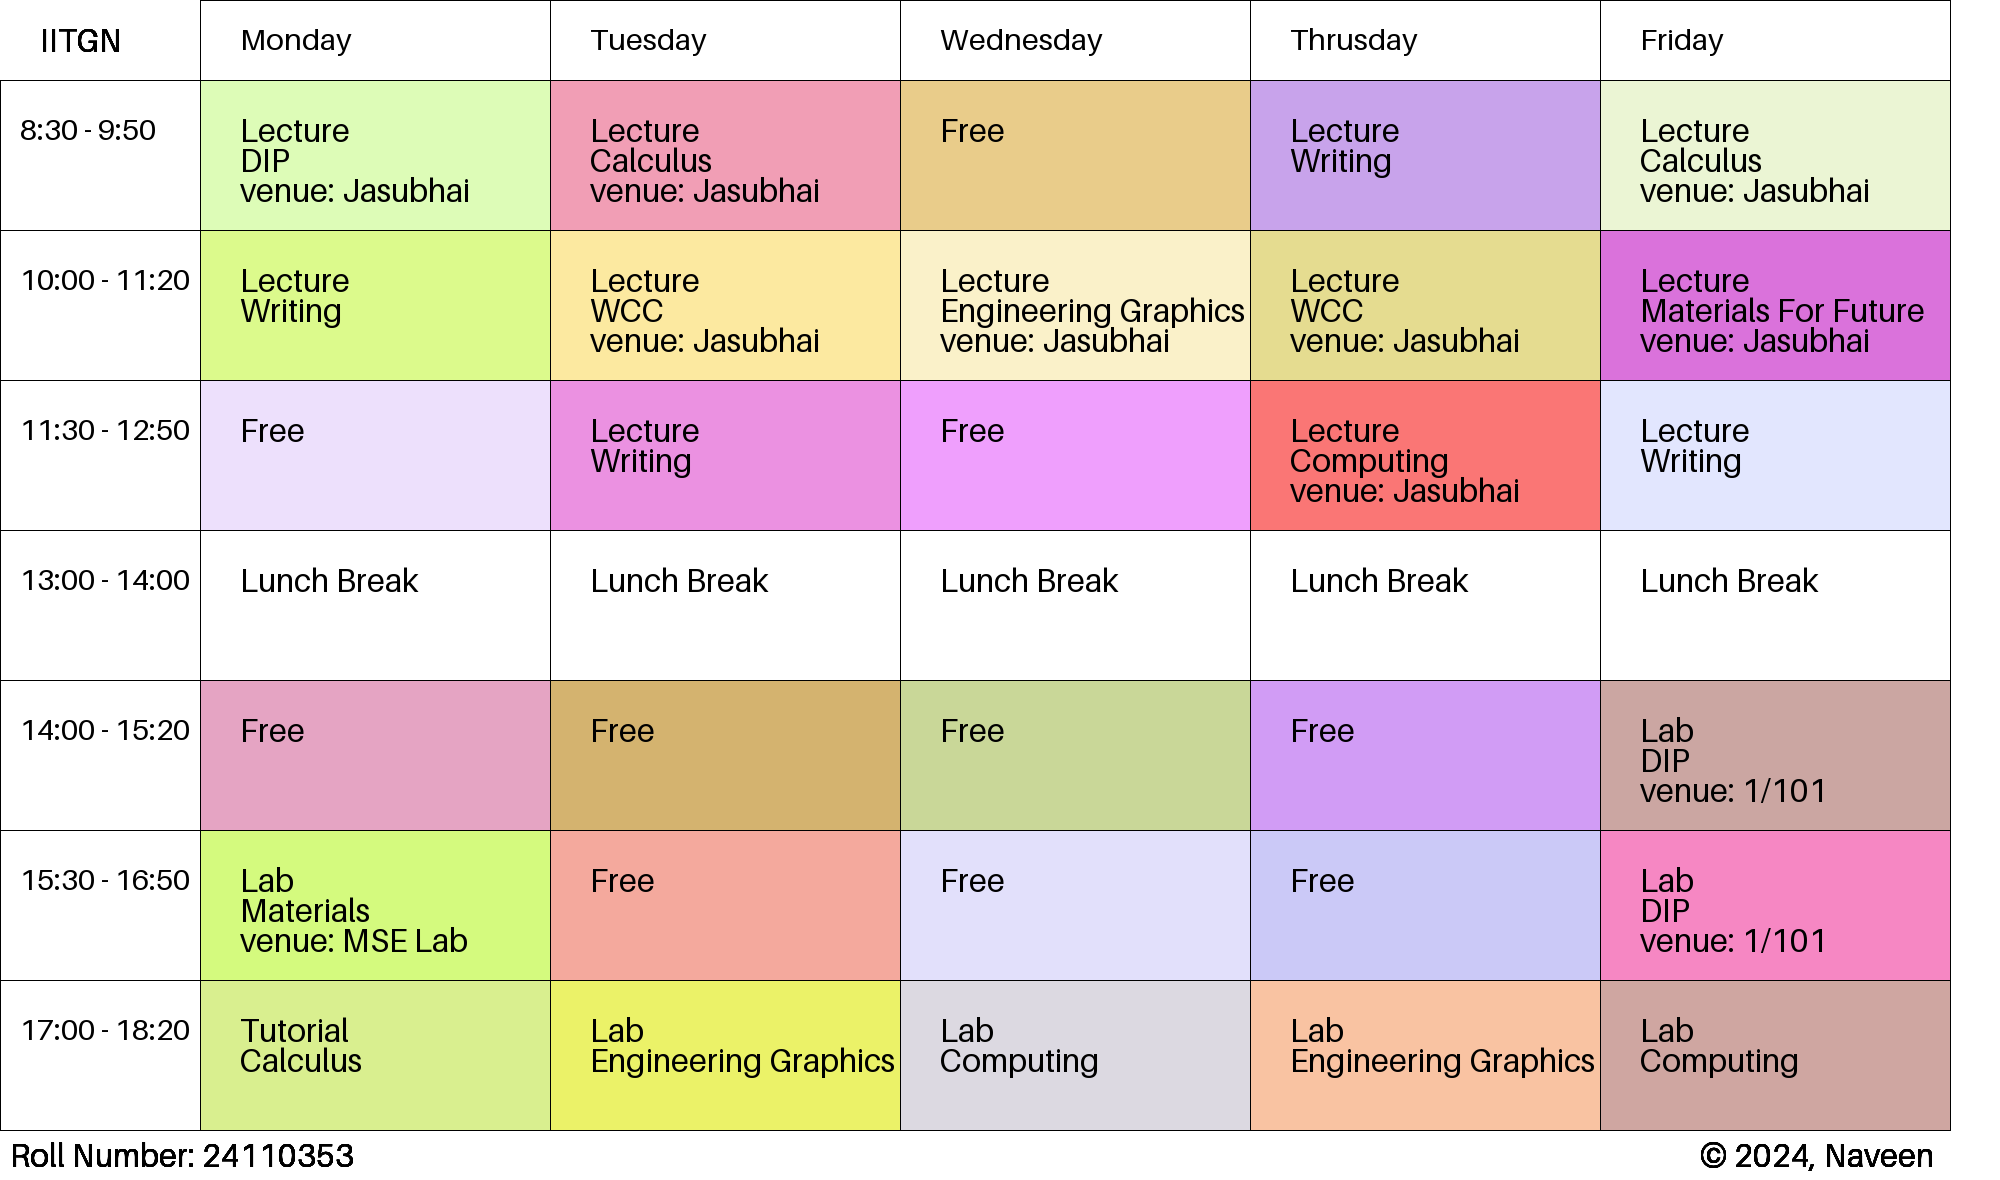 IITGN Monday Tuesday Wednesday Thrusday Friday
8:30 - 9:50
Lecture
DIP
venue: Jasubhai
Lecture
Calculus
venue: Jasubhai
Free
Lecture
Writing
Lecture
Calculus
venue: Jasubhai
10:00 - 11:20
Lecture
Writing
Lecture
WCC
venue: Jasubhai
Lecture
Engineering Graphics
venue: Jasubhai
Lecture
WCC
venue: Jasubhai
Lecture
Materials For Future
venue: Jasubhai
11:30 - 12:50
Free
Lecture
Writing
Free
Lecture
Computing
venue: Jasubhai
Lecture
Writing
13:00 - 14:00
Lunch Break
Lunch Break
Lunch Break
Lunch Break
Lunch Break
14:00 - 15:20
Free
Free
Free
Free
Lab
DIP
venue: 1/101
15:30 - 16:50
Lab
Materials
venue: MSE Lab
Free
Free
Free
Lab
DIP
venue: 1/101
17:00 - 18:20
Tutorial
Calculus
Lab
Engineering Graphics
Lab
Computing
Lab
Engineering Graphics
Lab
Computing
Roll Number: 24110353
© 2024, Naveen